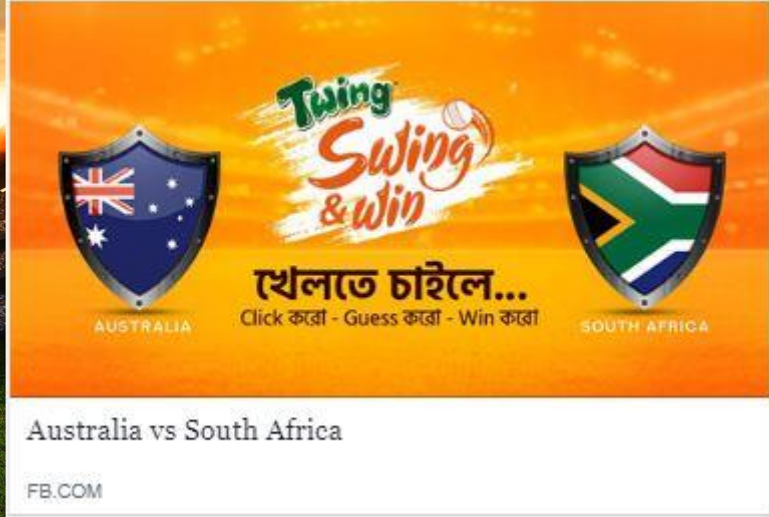 Twing
Swing
& Win
খেলতে চাইলে...
Click করো - Guess করো - Win করো
AUSTRALIA
SOUTH AFRICA
Australia vs South Africa
FB.COM